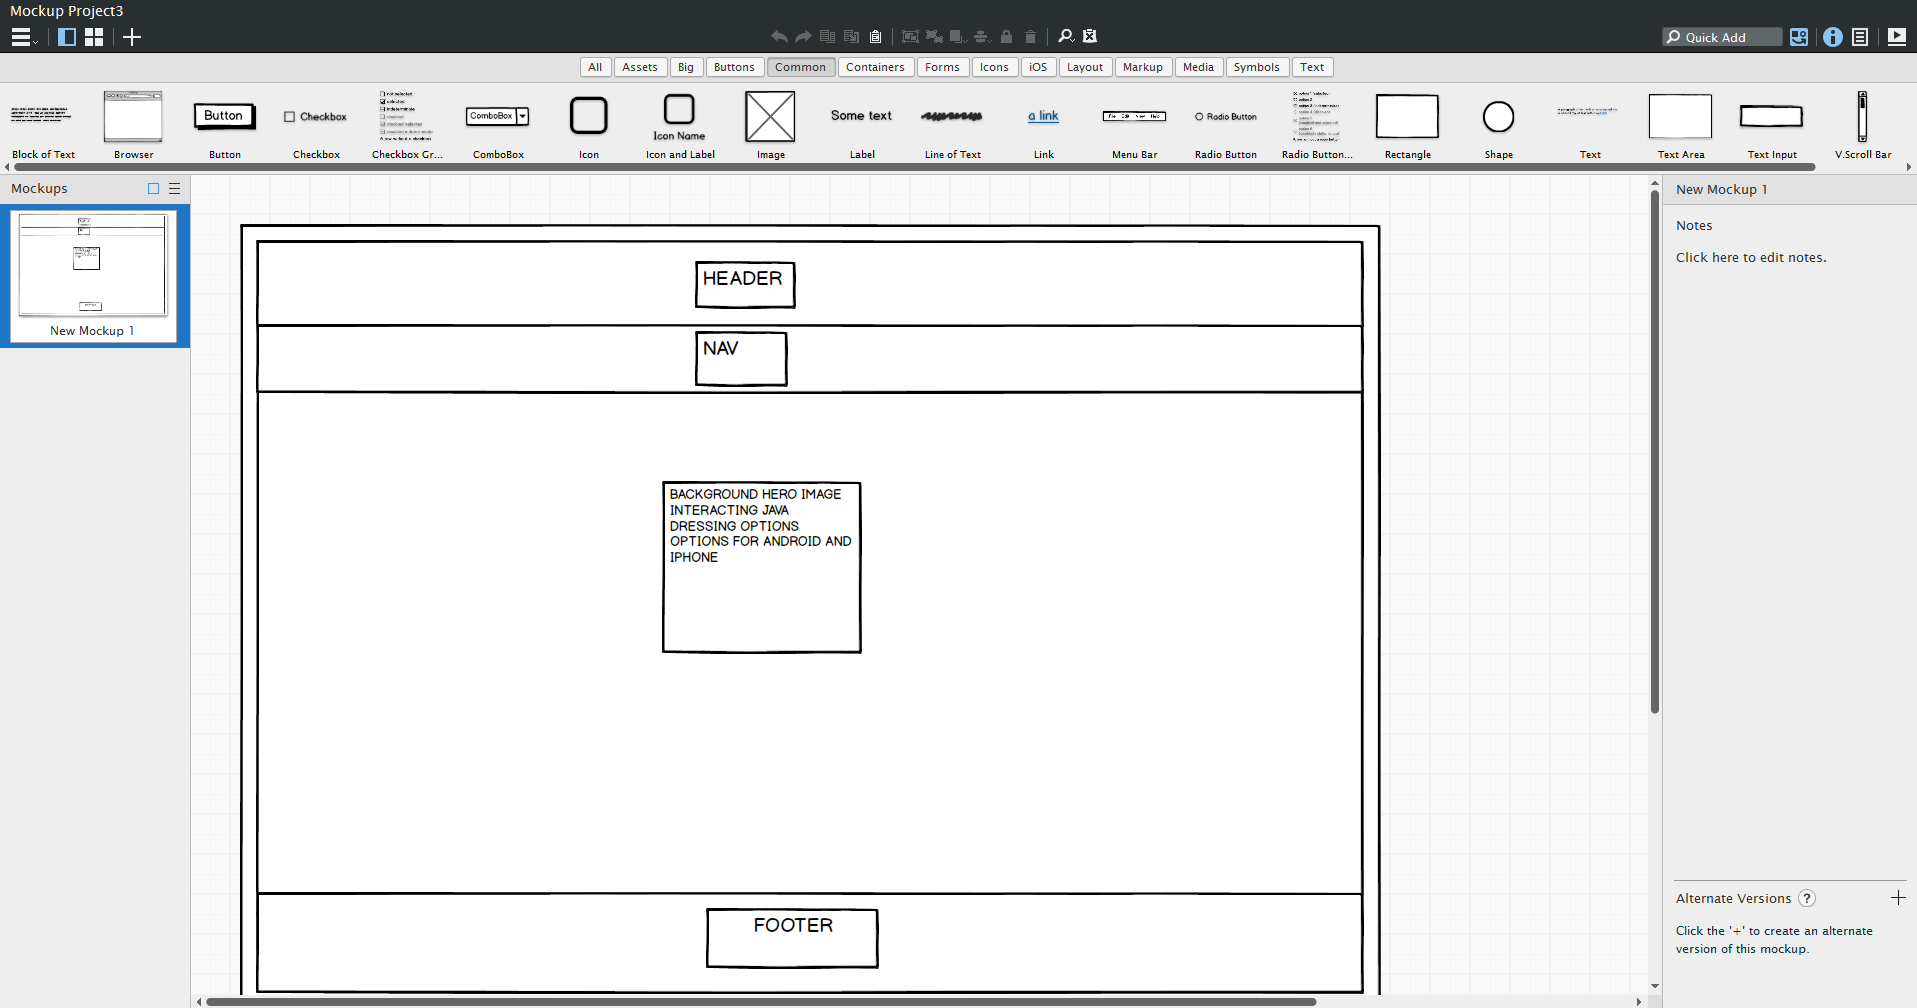 Mockup Project3
Quick Add
All Assets Big Buttons Common Containers Forms Icons iOS Layout Markup Media Symbols Text
Button Checkbox ComboBox Icon Name Some text a link File Edit View Help Radio Button
Block of Text Browser Button Checkbox Checkbox Gr... ComboBox Icon Icon and Label Image Label Line of Text Link Menu Bar Radio Button Radio Button... Rectangle Shape Text Text Area Text Input V.Scroll Bar
Mockups
New Mockup 1
HEADER
NAV
BACKGROUND HERO IMAGE
INTERACTING JAVA
DRESSING OPTIONS
OPTIONS FOR ANDROID AND
IPHONE
FOOTER
New Mockup 1
Notes
Click here to edit notes.
Alternate Versions ?
Click the '+' to create an alternate
version of this mockup.